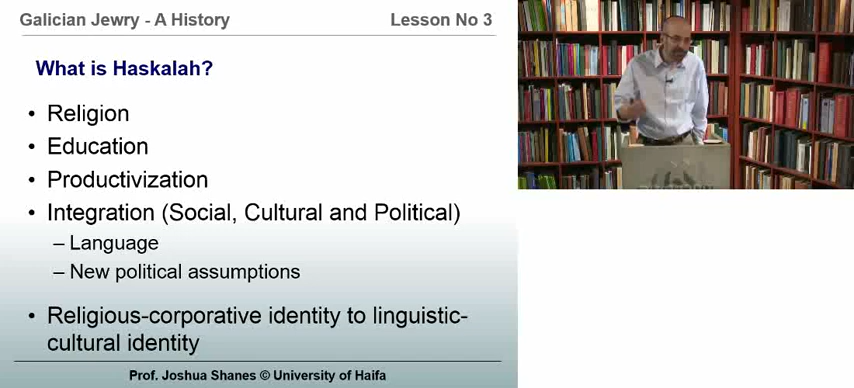 Galician Jewry - A History Lesson No 3
What is Haskalah?
• Religion
• Education
• Productivization
• Integration (Social, Cultural and Political)
– Language
– New political assumptions
• Religious-corporative identity to linguistic-
cultural identity
Prof. Joshua Shanes © University of Haifa